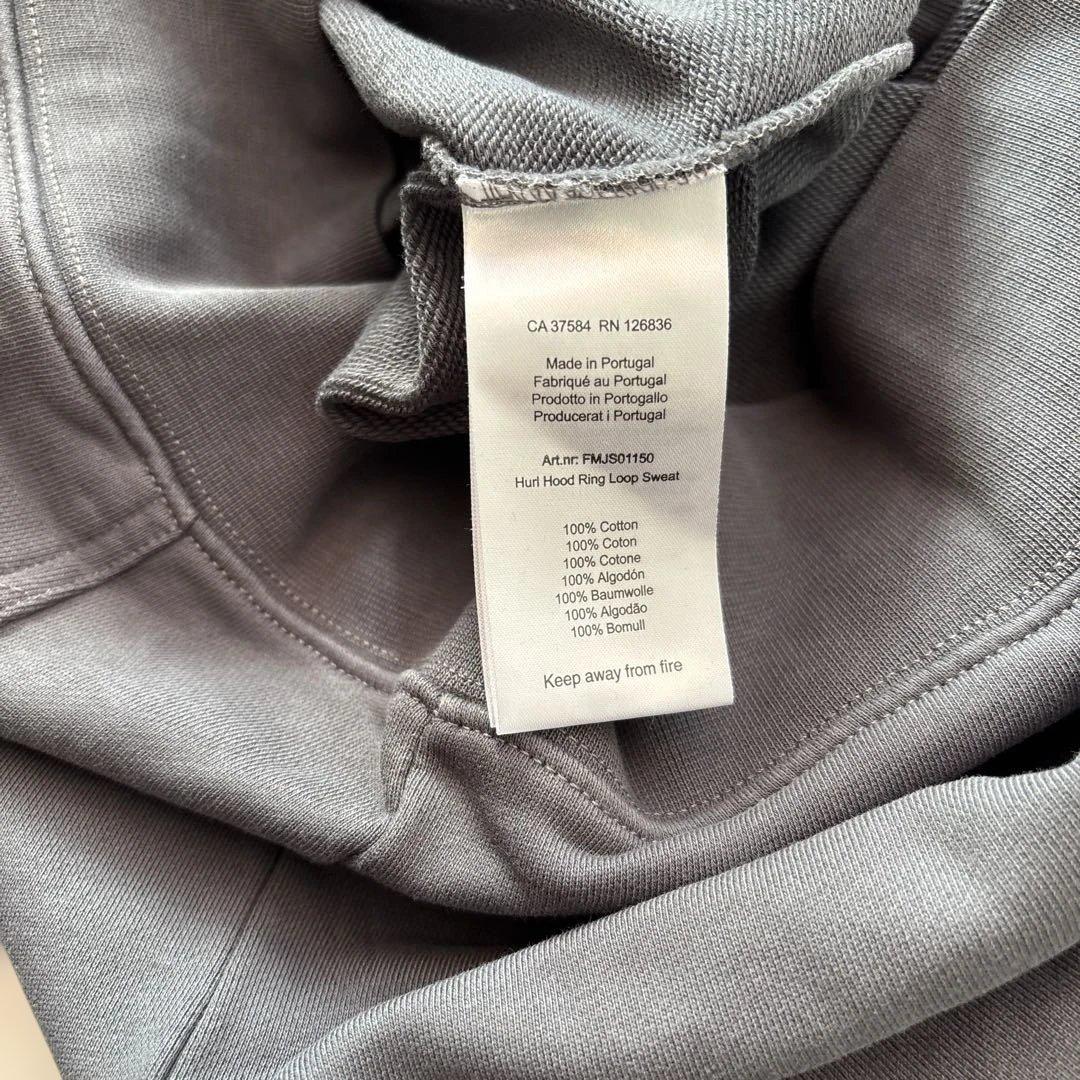 CA 37584 RN 126836
Made in Portugal
Fabriqué au Portugal
Prodotto in Portogallo
Producerat i Portugal
Art.nr: FMJS01150
Hurl Hood Ring Loop Sweat
100% Cotton
100% Coton
100% Cotone
100% Algodón
100% Baumwolle
100% Algodão
100% Bomull
Keep away from fire